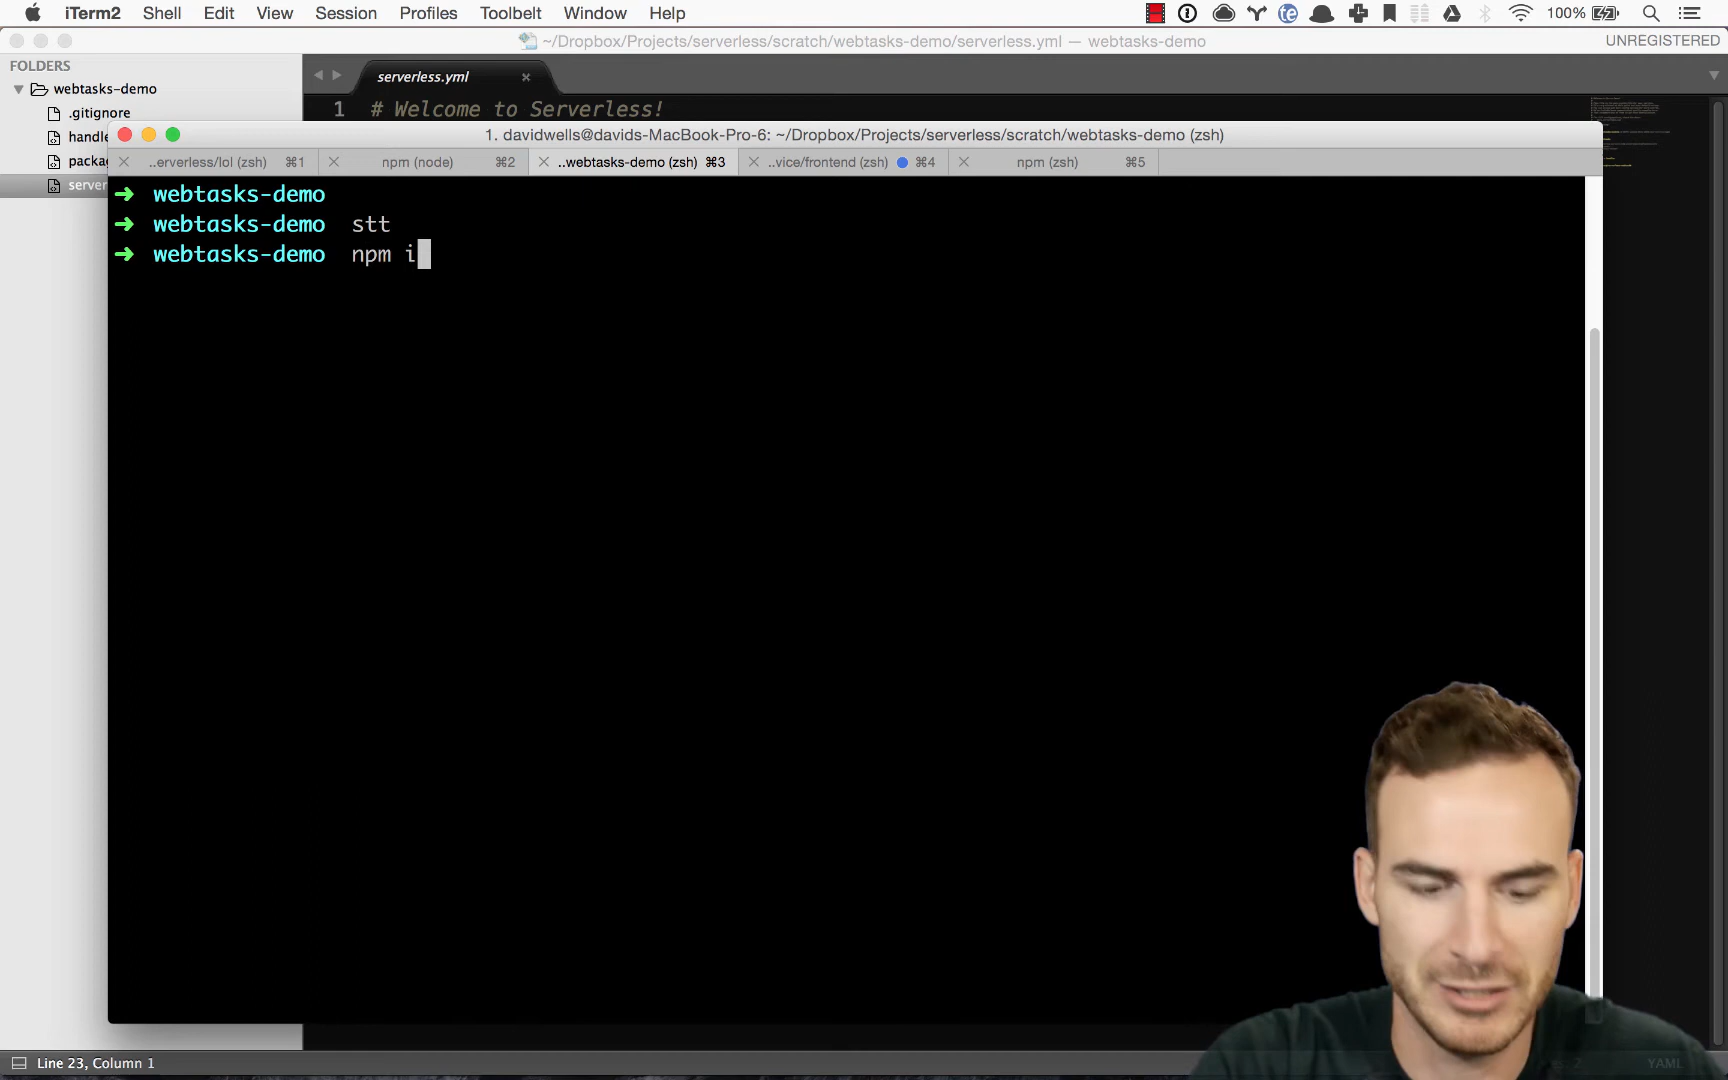 iTerm2 Shell Edit View Session Profiles Toolbelt Window Help 100%
~/Dropbox/Projects/serverless/scratch/webtasks-demo/serverless.yml — webtasks-demo UNREGISTERED
FOLDERS
webtasks-demo
.gitignore
handle
packag
server
serverless.yml ×
1 # Welcome to Serverless!
1. davidwells@davids-MacBook-Pro-6: ~/Dropbox/Projects/serverless/scratch/webtasks-demo (zsh)
..erverless/lol (zsh) ⌘1 npm (node) ⌘2 ..webtasks-demo (zsh) ⌘3 ..vice/frontend (zsh) ⌘4 npm (zsh) ⌘5
➜ webtasks-demo
➜ webtasks-demo stt
➜ webtasks-demo npm i
Line 23, Column 1
YAML